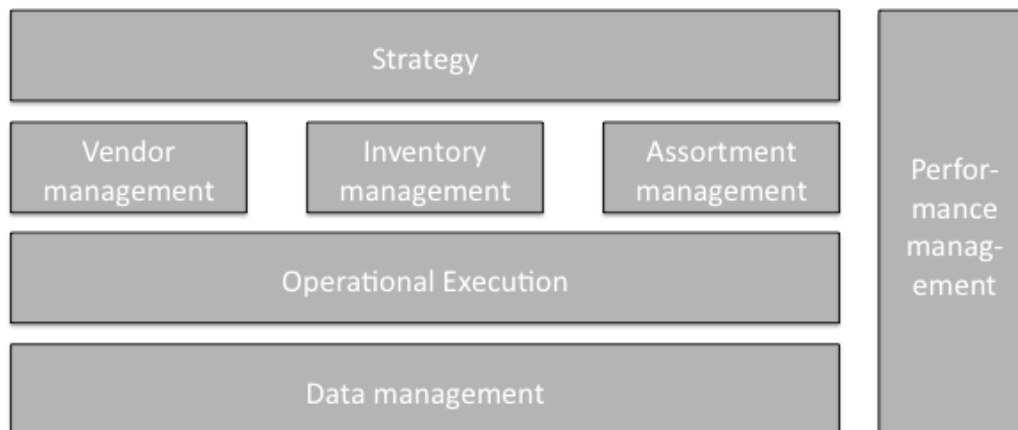 Strategy
Vendor
management
Inventory
management
Assortment
management
Operational Execution
Data management
Perfor-
mance
manag-
ement